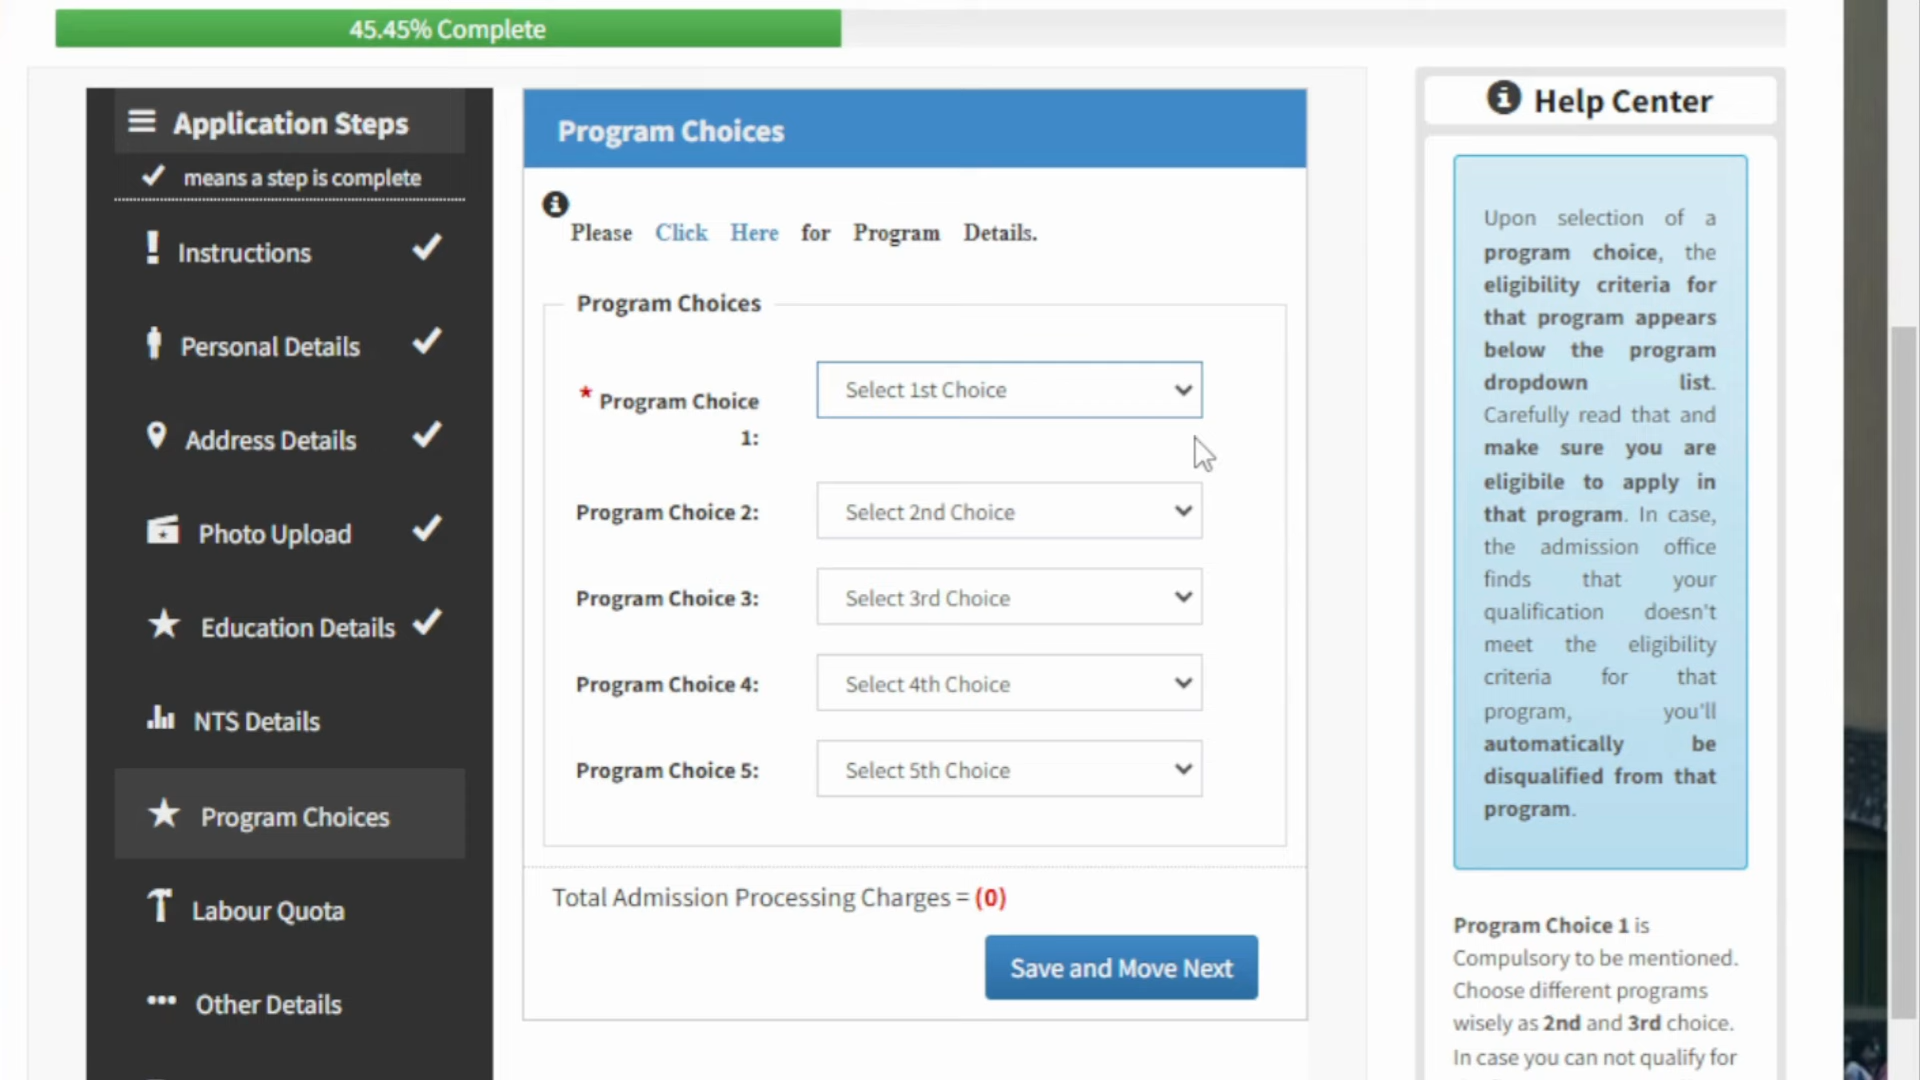 45.45% Complete
Application Steps
means a step is complete
Instructions
Personal Details
Address Details
Photo Upload
Education Details
NTS Details
Program Choices
Labour Quota
Other Details
Program Choices
Please Click Here for Program Details.
Program Choices
* Program Choice
1:
Select 1st Choice
Program Choice 2:
Select 2nd Choice
Program Choice 3:
Select 3rd Choice
Program Choice 4:
Select 4th Choice
Program Choice 5:
Select 5th Choice
Total Admission Processing Charges = (0)
Save and Move Next
Help Center
Upon selection of a
program choice, the
eligibility criteria for
that program appears
below the program
dropdown list.
Carefully read that and
make sure you are
eligibile to apply in
that program. In case,
the admission office
finds that your
qualification doesn't
meet the eligibility
criteria for that
program, you'll
automatically be
disqualified from that
program.
Program Choice 1 is
Compulsory to be mentioned.
Choose different programs
wisely as 2nd and 3rd choice.
In case you can not qualify for